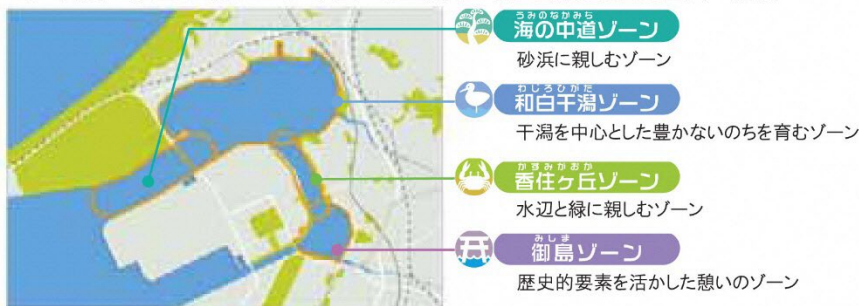 うみのなかみち
海の中道ゾーン
砂浜に親しむゾーン
わじろひがた
和白干潟ゾーン
干潟を中心とした豊かないのちを育むゾーン
かすみがおか
香住ヶ丘ゾーン
水辺と緑に親しむゾーン
みしま
御島ゾーン
歴史的要素を活かした憩いのゾーン